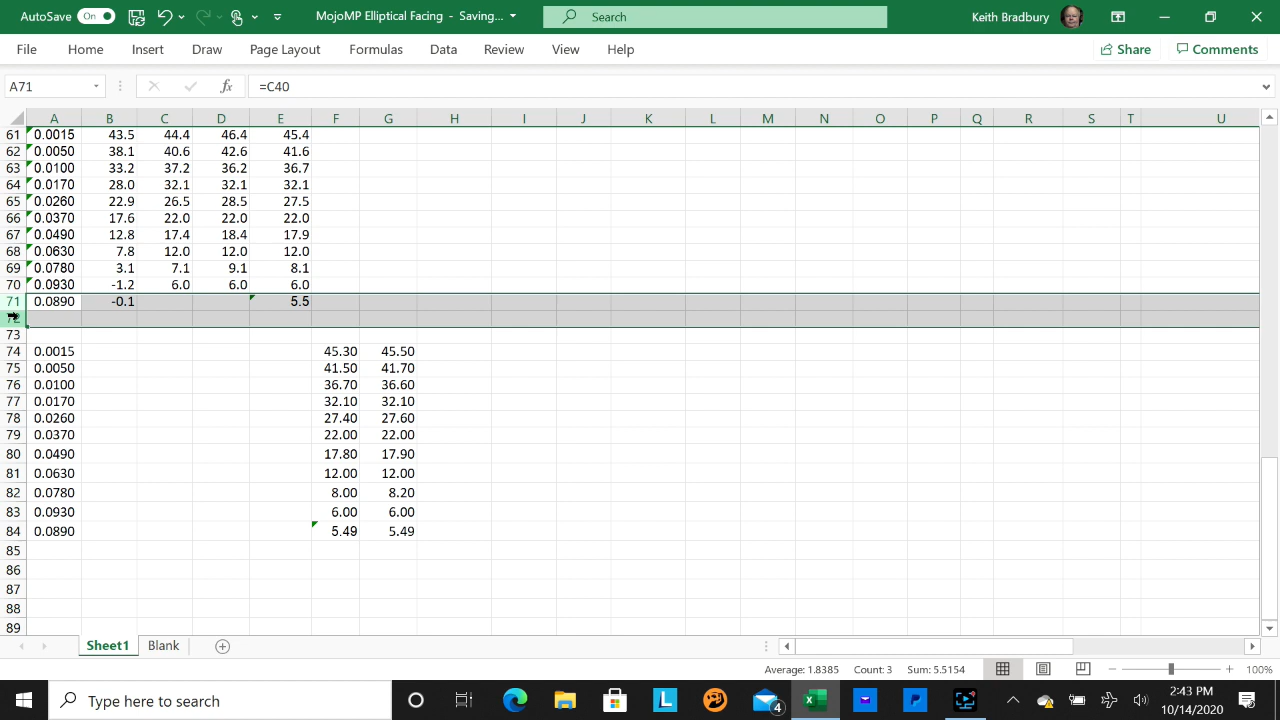 AutoSave On MojoMP Elliptical Facing - Saving... Search Keith Bradbury
File Home Insert Draw Page Layout Formulas Data Review View Help Share Comments
A71 fx =C40
A B C D E F G H I J K L M N O P Q R S T U
61 0.0015 43.5 44.4 46.4 45.4
62 0.0050 38.1 40.6 42.6 41.6
63 0.0100 33.2 37.2 36.2 36.7
64 0.0170 28.0 32.1 32.1 32.1
65 0.0260 22.9 26.5 28.5 27.5
66 0.0370 17.6 22.0 22.0 22.0
67 0.0490 12.8 17.4 18.4 17.9
68 0.0630 7.8 12.0 12.0 12.0
69 0.0780 3.1 7.1 9.1 8.1
70 0.0930 -1.2 6.0 6.0 6.0
71 0.0890 -0.1 5.5
73
74 0.0015 45.30 45.50
75 0.0050 41.50 41.70
76 0.0100 36.70 36.60
77 0.0170 32.10 32.10
78 0.0260 27.40 27.60
79 0.0370 22.00 22.00
80 0.0490 17.80 17.90
81 0.0630 12.00 12.00
82 0.0780 8.00 8.20
83 0.0930 6.00 6.00
84 0.0890 5.49 5.49
85
86
87
88
89
Sheet1 Blank
Average: 1.8385 Count: 3 Sum: 5.5154 100%
Type here to search 4 2:43 PM
10/14/2020